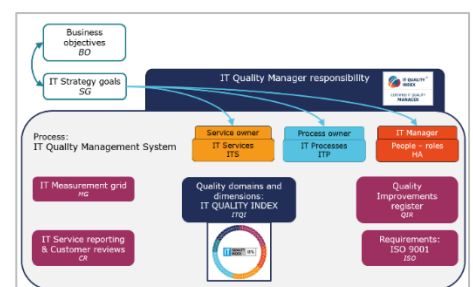 Business
objectives
BO
IT Strategy goals
SG
IT Quality Manager responsibility
IT QUALITY
INDEX
CERTIFIED IT QUALITY
MANAGER
Process:
IT Quality Management System
Service owner
IT Services
ITS
Process owner
IT Processes
ITP
IT Manager
People – roles
HA
IT Measurement grid
MG
Quality domains and
dimensions:
IT QUALITY INDEX
ITQI
Quality
Improvements
register
QIR
IT Service reporting
& Customer reviews
CR
Requirements:
ISO 9001
ISO